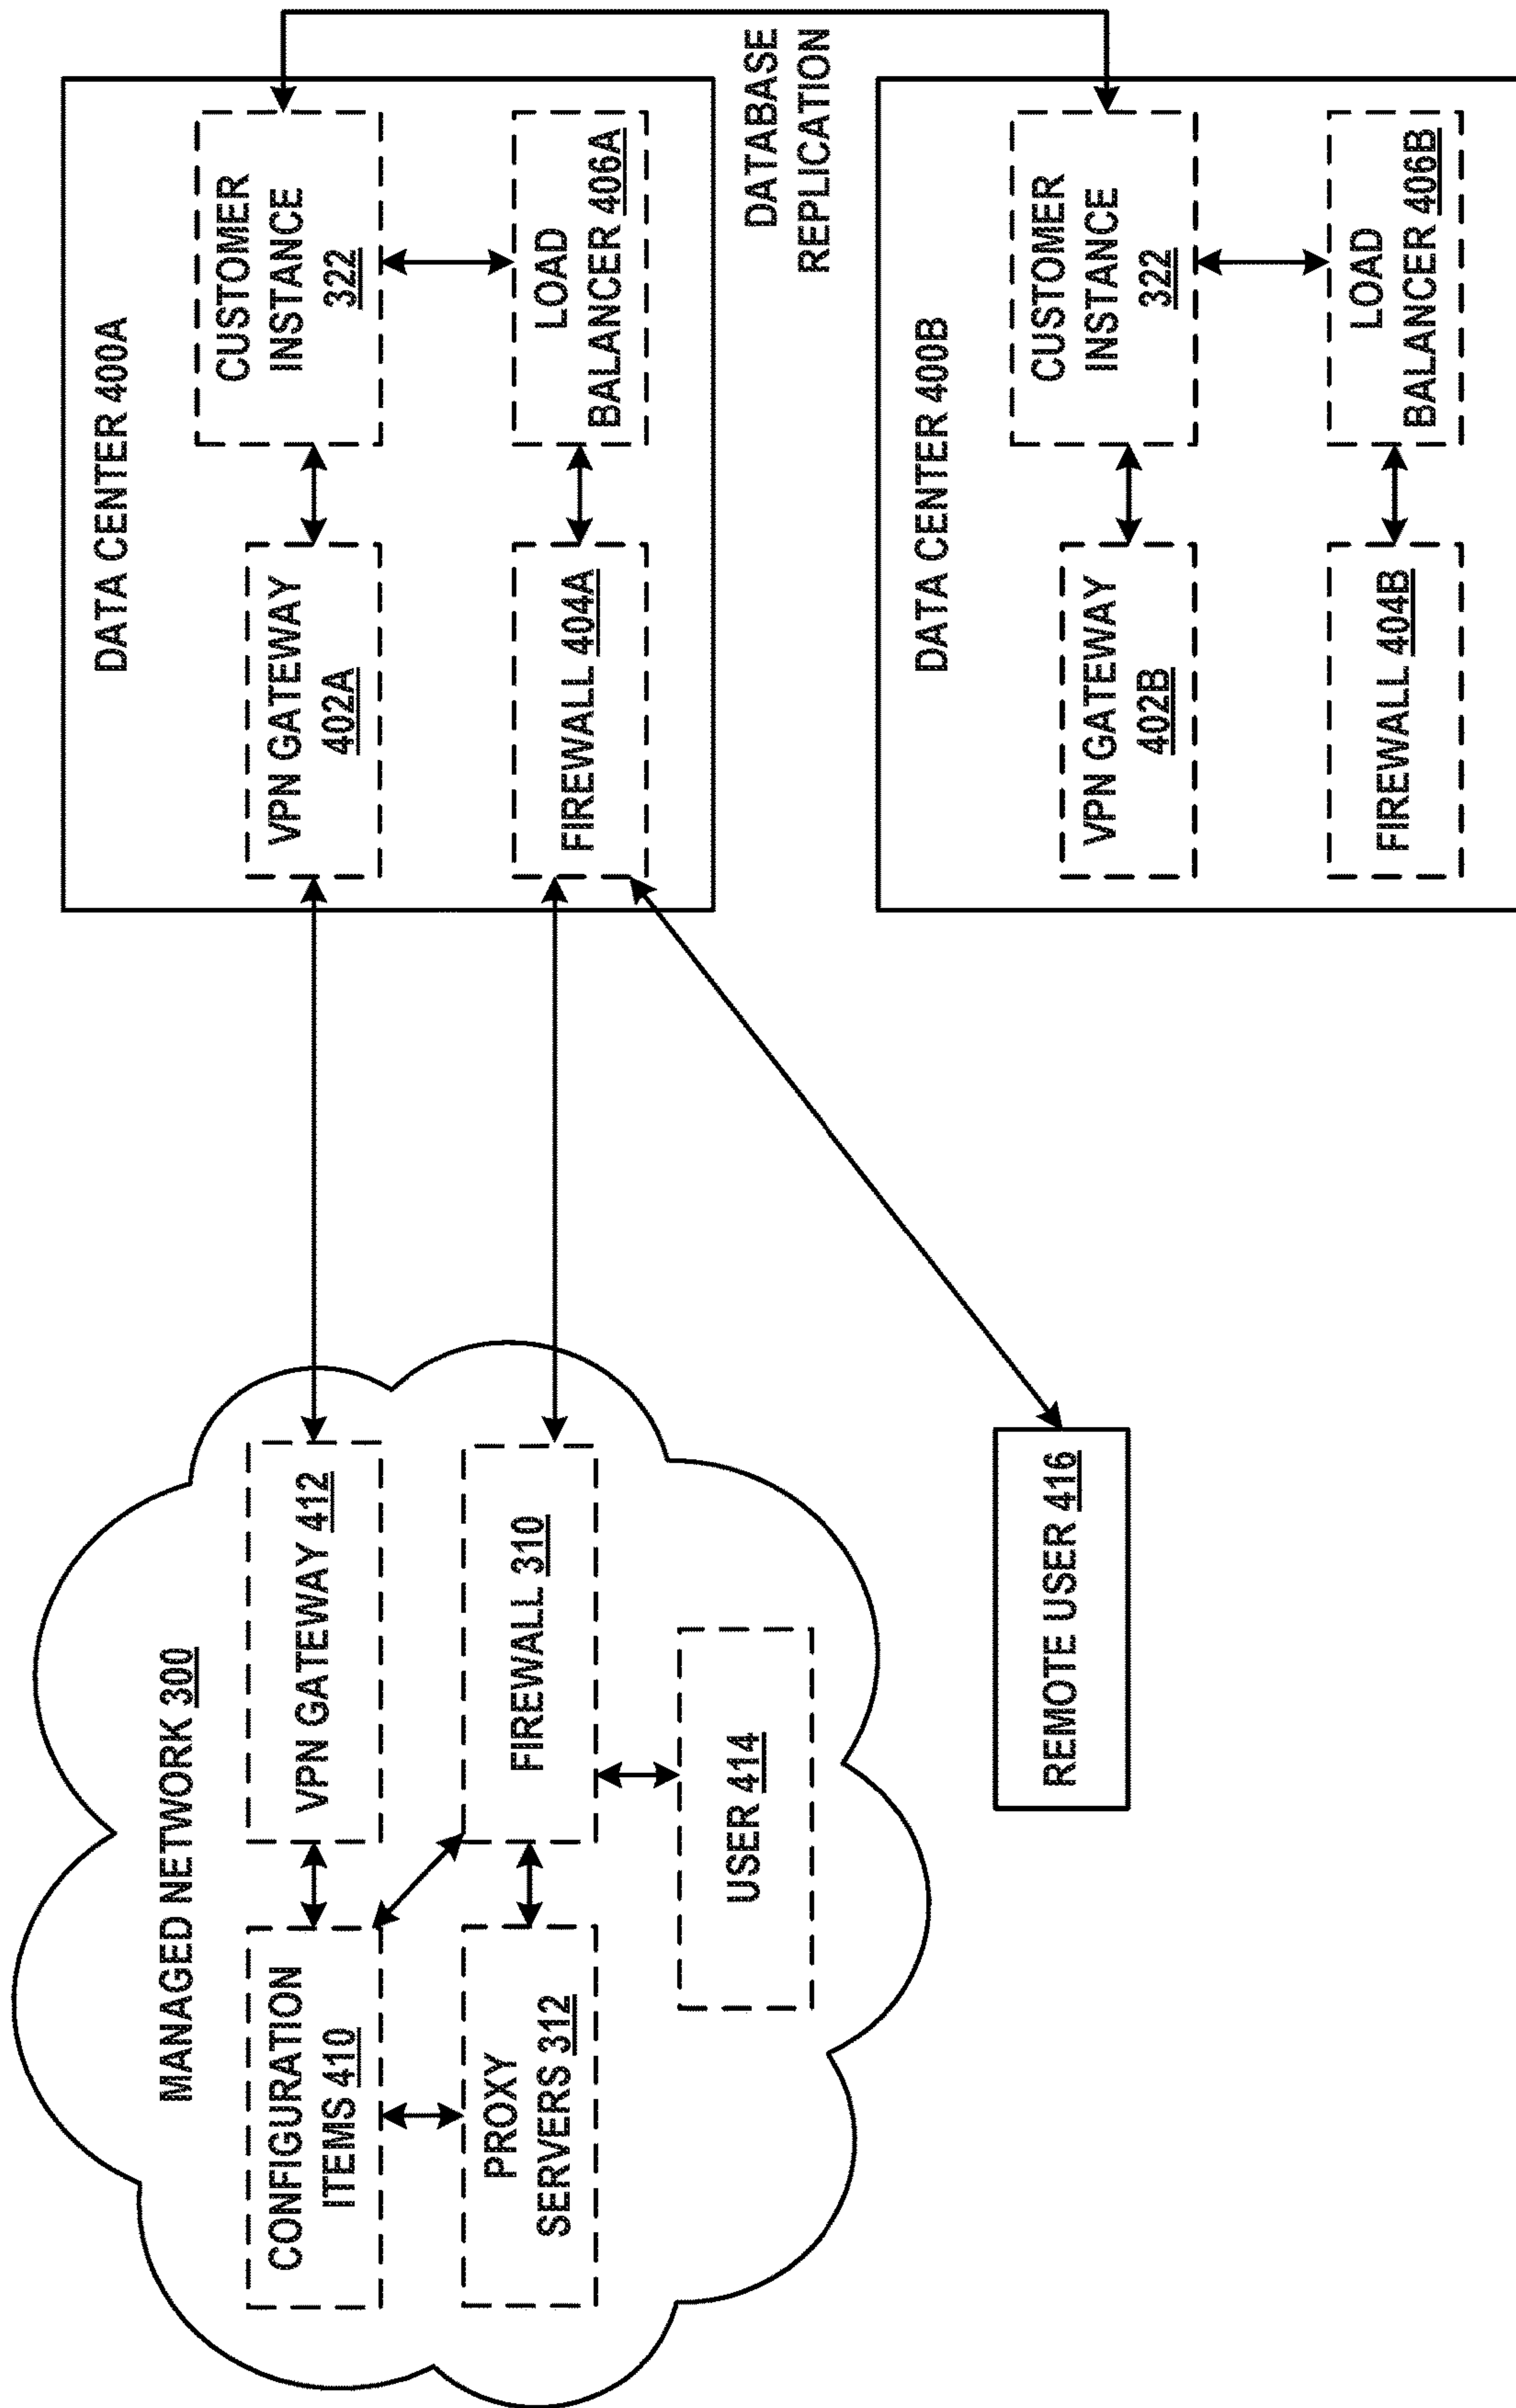 MANAGED NETWORK 300
CONFIGURATION
ITEMS 410
VPN GATEWAY 412
PROXY
SERVERS 312
FIREWALL 310
USER 414
REMOTE USER 416
DATA CENTER 400A
VPN GATEWAY
402A
CUSTOMER
INSTANCE
322
FIREWALL 404A
LOAD
BALANCER 406A
DATABASE
REPLICATION
DATA CENTER 400B
VPN GATEWAY
402B
CUSTOMER
INSTANCE
322
FIREWALL 404B
LOAD
BALANCER 406B